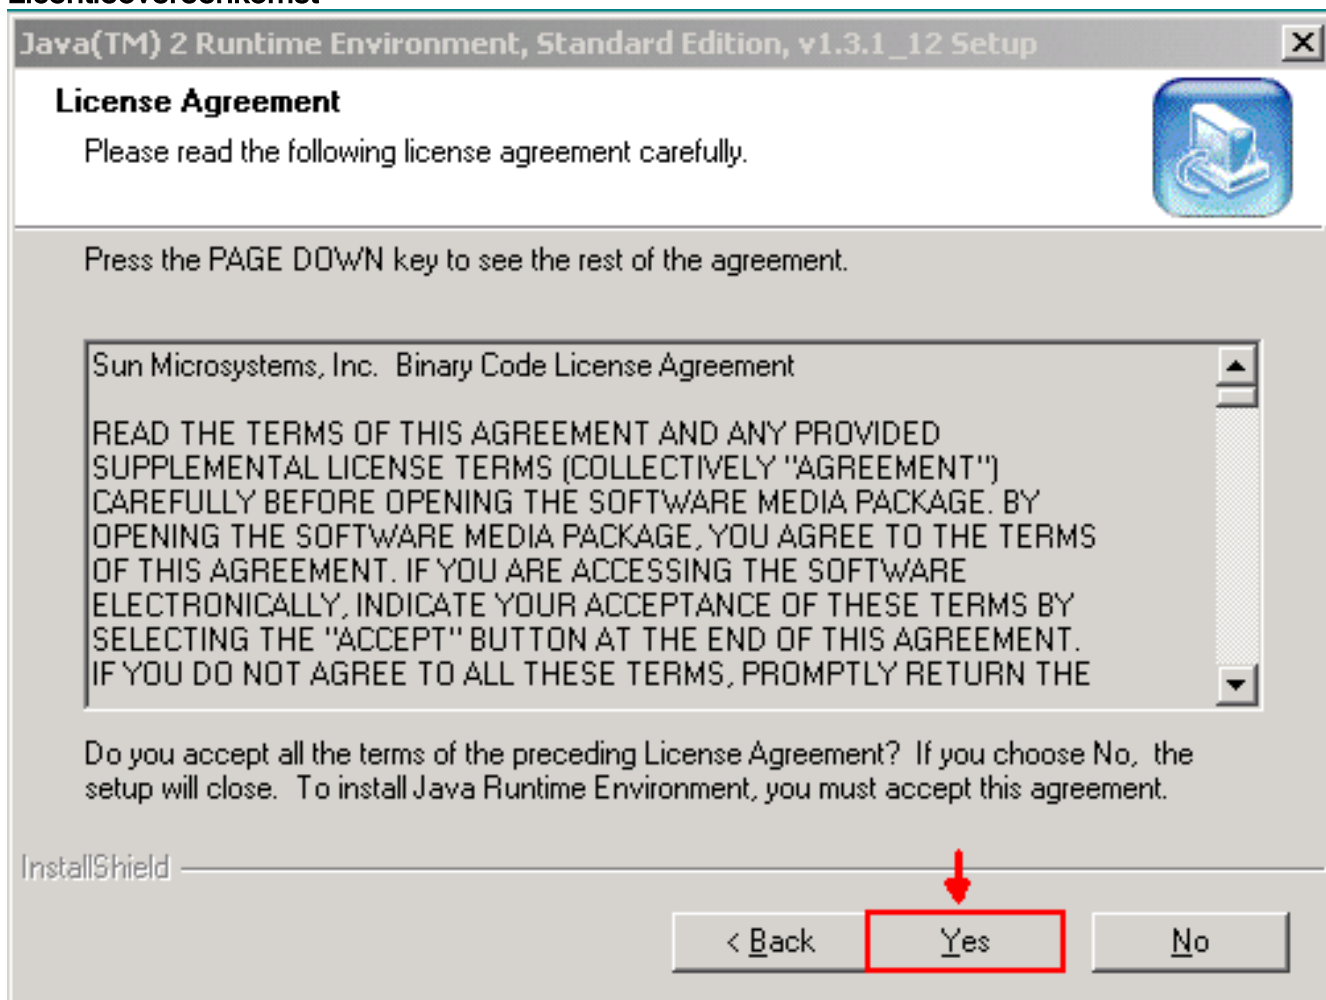 Licentieovereenkomst
Java(TM) 2 Runtime Environment, Standard Edition, v1.3.1_12 Setup
License Agreement
Please read the following license agreement carefully.
Press the PAGE DOWN key to see the rest of the agreement.
Sun Microsystems, Inc.  Binary Code License Agreement
READ THE TERMS OF THIS AGREEMENT AND ANY PROVIDED
SUPPLEMENTAL LICENSE TERMS (COLLECTIVELY "AGREEMENT")
CAREFULLY BEFORE OPENING THE SOFTWARE MEDIA PACKAGE. BY
OPENING THE SOFTWARE MEDIA PACKAGE, YOU AGREE TO THE TERMS
OF THIS AGREEMENT. IF YOU ARE ACCESSING THE SOFTWARE
ELECTRONICALLY, INDICATE YOUR ACCEPTANCE OF THESE TERMS BY
SELECTING THE "ACCEPT" BUTTON AT THE END OF THIS AGREEMENT.
IF YOU DO NOT AGREE TO ALL THESE TERMS, PROMPTLY RETURN THE
Do you accept all the terms of the preceding License Agreement?  If you choose No,  the
setup will close.  To install Java Runtime Environment, you must accept this agreement.
InstallShield
< Back
Yes
No